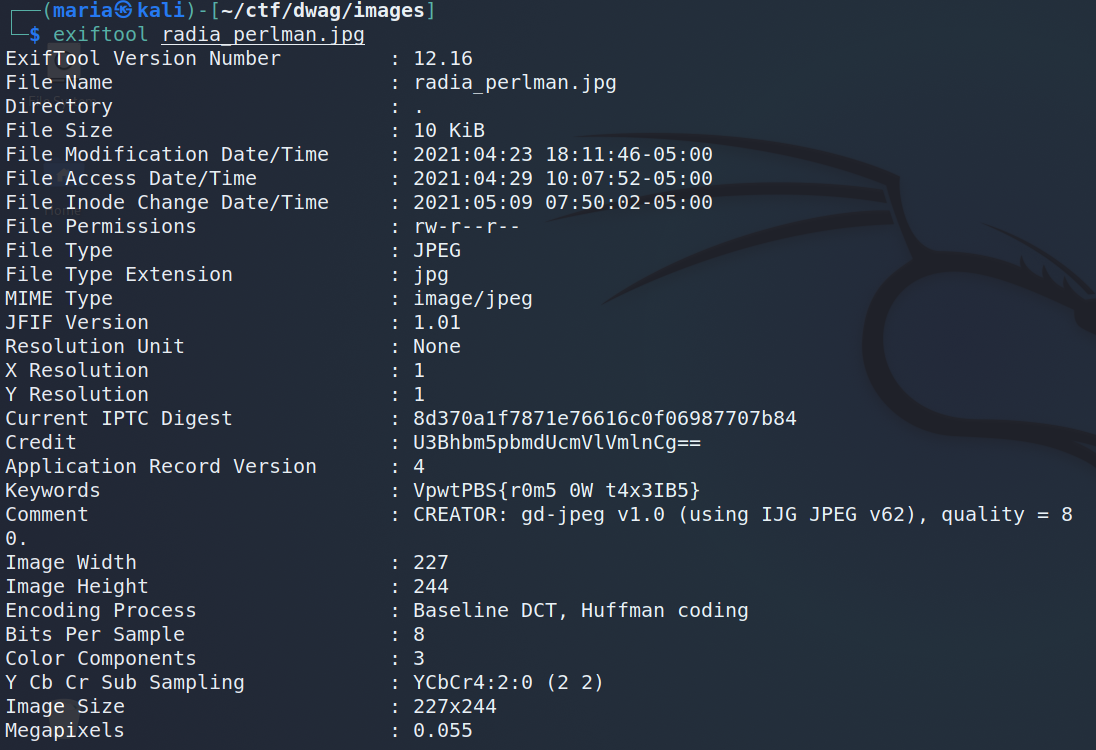 ┌──(maria㉿kali)-[~/ctf/dwag/images]
└─$ exiftool radia_perlman.jpg
ExifTool Version Number         : 12.16
File Name                       : radia_perlman.jpg
Directory                       : .
File Size                       : 10 KiB
File Modification Date/Time     : 2021:04:23 18:11:46-05:00
File Access Date/Time           : 2021:04:29 10:07:52-05:00
File Inode Change Date/Time     : 2021:05:09 07:50:02-05:00
File Permissions                : rw-r--r--
File Type                       : JPEG
File Type Extension             : jpg
MIME Type                       : image/jpeg
JFIF Version                    : 1.01
Resolution Unit                 : None
X Resolution                    : 1
Y Resolution                    : 1
Current IPTC Digest             : 8d370a1f7871e76616c0f06987707b84
Credit                          : U3Bhbm5pbmdUcmVlVmlnCg==
Application Record Version      : 4
Keywords                        : VpwtPBS{r0m5 0W t4x3IB5}
Comment                         : CREATOR: gd-jpeg v1.0 (using IJG JPEG v62), quality = 8
0.
Image Width                     : 227
Image Height                    : 244
Encoding Process                : Baseline DCT, Huffman coding
Bits Per Sample                 : 8
Color Components                : 3
Y Cb Cr Sub Sampling            : YCbCr4:2:0 (2 2)
Image Size                      : 227x244
Megapixels                      : 0.055